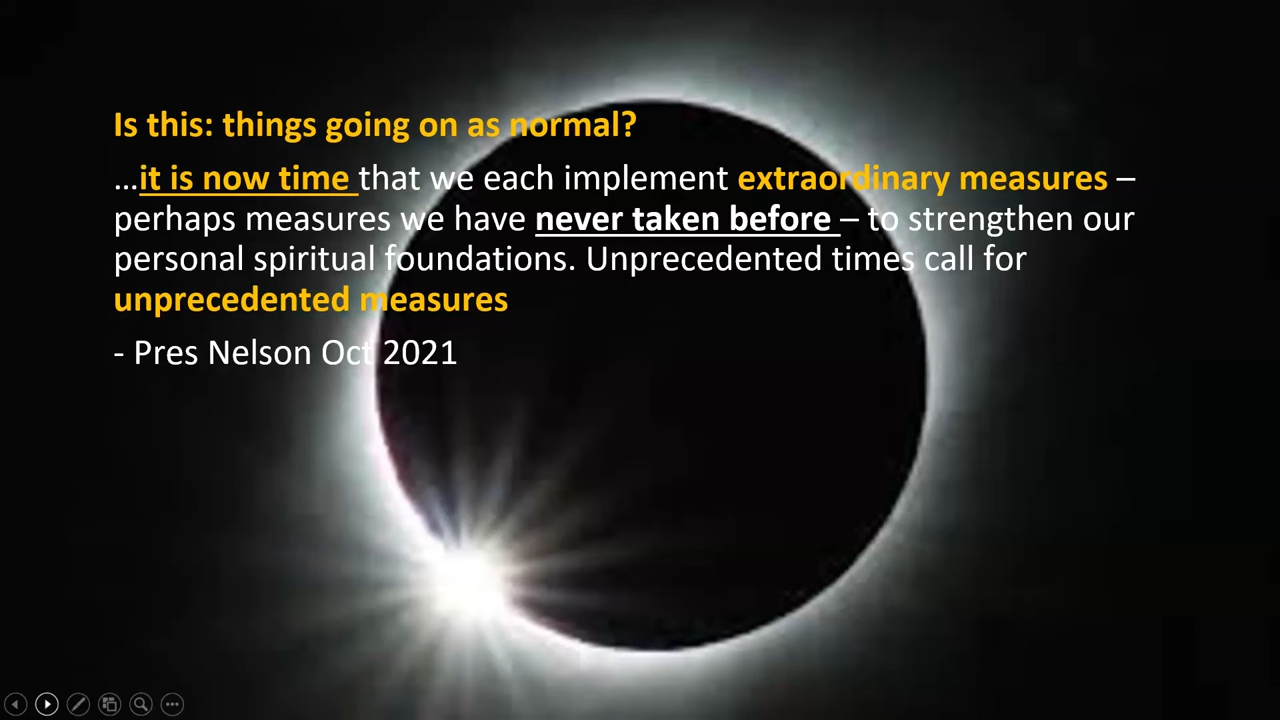 Is this: things going on as normal?
…it is now time that we each implement extraordinary measures –
perhaps measures we have never taken before – to strengthen our
personal spiritual foundations. Unprecedented times call for
unprecedented measures
- Pres Nelson Oct 2021